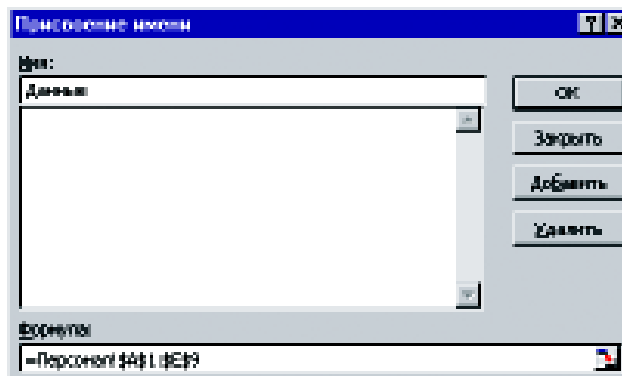 Присвоение имени
Имя:
Данные
ОК
Закрыть
Добавить
Удалить
Формула:
=Персонал!$A$1:$E$9